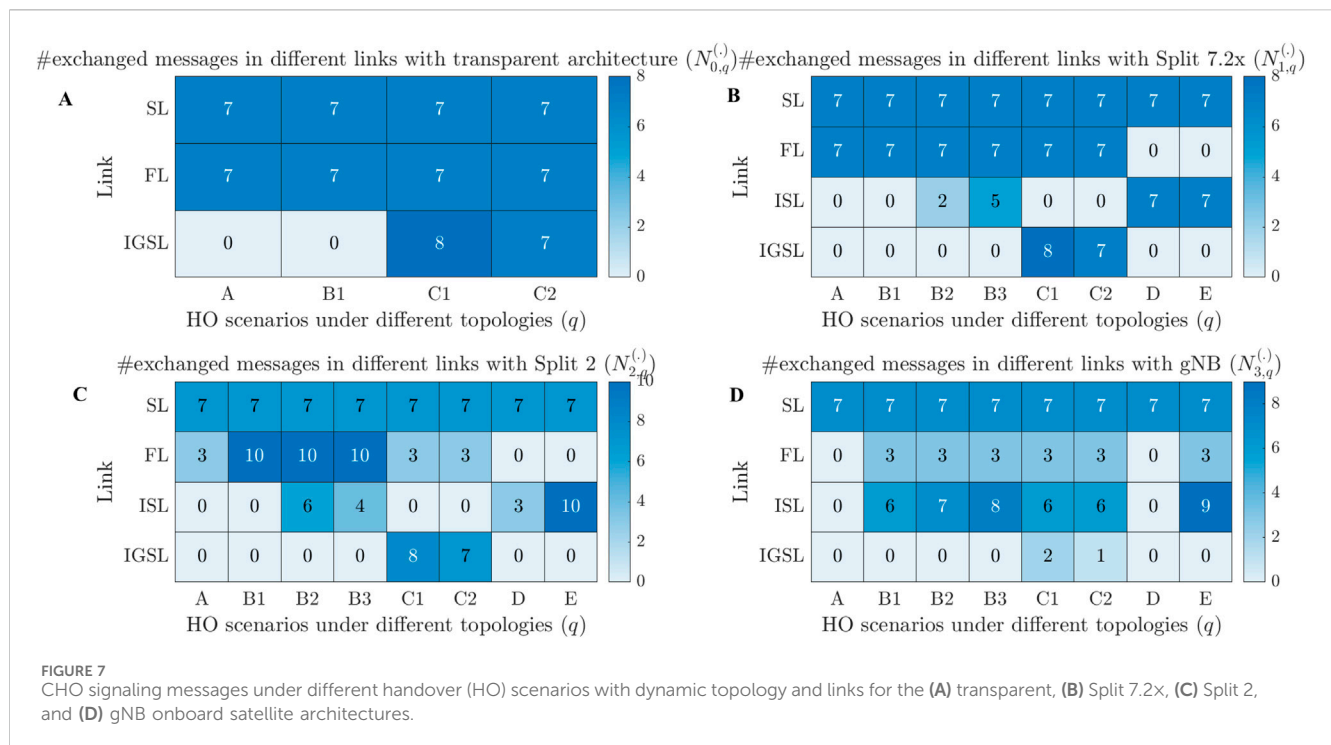 #exchanged messages in different links with transparent architecture (N_{0,q}^{(.)})
A
SL 7 7 7 7
FL 7 7 7 7
IGSL 0 0 8 7
Link
A B1 C1 C2
HO scenarios under different topologies (q)
8
6
4
2
0
#exchanged messages in different links with Split 7.2x (N_{1,q}^{(.)})
B
SL 7 7 7 7 7 7 7 7
FL 7 7 7 7 7 7 0 0
ISL 0 0 2 5 0 0 7 7
IGSL 0 0 0 0 8 7 0 0
Link
A B1 B2 B3 C1 C2 D E
HO scenarios under different topologies (q)
8
6
4
2
0
#exchanged messages in different links with Split 2 (N_{2,q}^{(.)})
C
SL 7 7 7 7 7 7 7 7
FL 3 10 10 10 3 3 0 0
ISL 0 0 6 4 0 0 3 10
IGSL 0 0 0 0 8 7 0 0
Link
A B1 B2 B3 C1 C2 D E
HO scenarios under different topologies (q)
10
8
6
4
2
0
#exchanged messages in different links with gNB (N_{3,q}^{(.)})
D
SL 7 7 7 7 7 7 7 7
FL 0 3 3 3 3 3 0 3
ISL 0 6 7 8 6 6 0 9
IGSL 0 0 0 0 2 1 0 0
Link
A B1 B2 B3 C1 C2 D E
HO scenarios under different topologies (q)
8
6
4
2
0
FIGURE 7
CHO signaling messages under different handover (HO) scenarios with dynamic topology and links for the (A) transparent, (B) Split 7.2×, (C) Split 2,
and (D) gNB onboard satellite architectures.